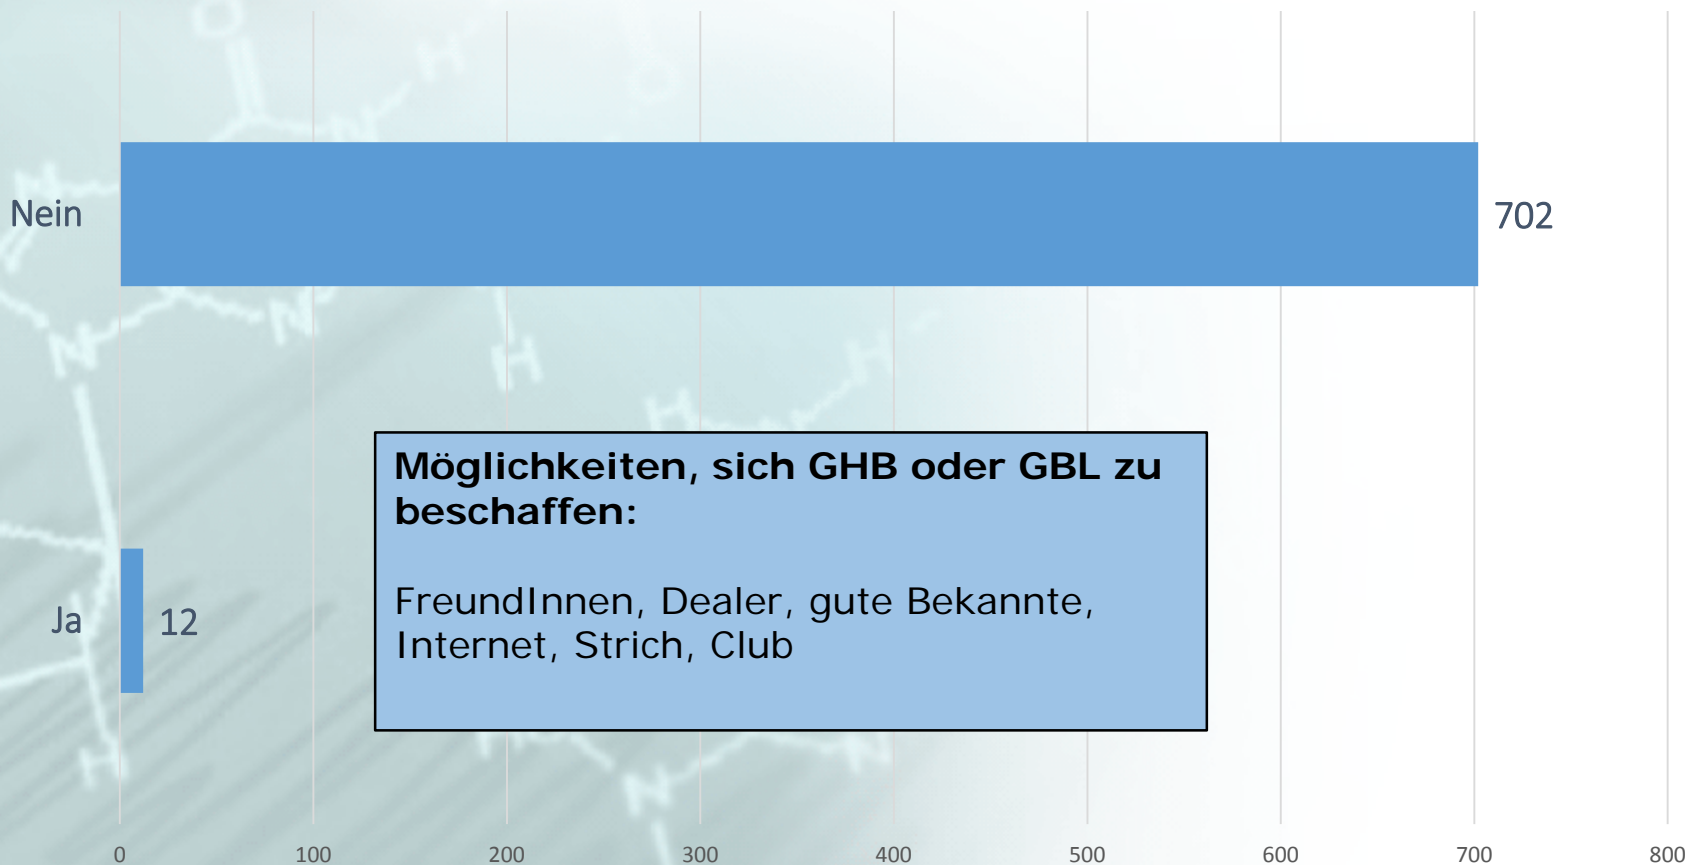 Nein
702
Möglichkeiten, sich GHB oder GBL zu
beschaffen:
FreundInnen, Dealer, gute Bekannte,
Internet, Strich, Club
Ja
12
0 100 200 300 400 500 600 700 800